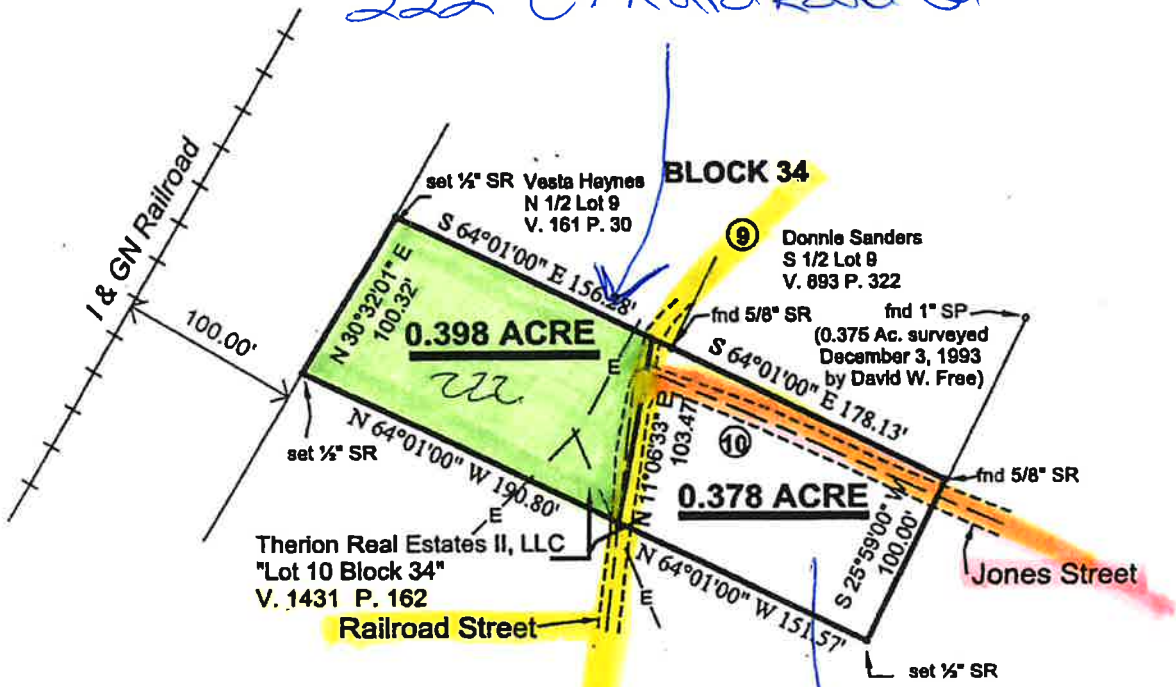 222
I & GN Railroad
100.00'
set ½" SR
Vesta Haynes
N 1/2 Lot 9
V. 161 P. 30
BLOCK 34
9
Donnie Sanders
S 1/2 Lot 9
V. 893 P. 322
S 64°01'00" E 156.28'
N 30°32'01" E
100.32'
0.398 ACRE
222
fnd 5/8" SR
fnd 1" SP
(0.375 Ac. surveyed
December 3, 1993
by David W. Free)
S 64°01'00" E 178.13'
E
set ½" SR
N 64°01'00" W 190.80'
E
N 11°06'33" E
103.47'
10
0.378 ACRE
fnd 5/8" SR
S 25°59'00" W
100.00'
Therion Real Estates II, LLC
"Lot 10 Block 34"
V. 1431 P. 162
E
N 64°01'00" W 151.57'
Jones Street
Railroad Street
set ½" SR